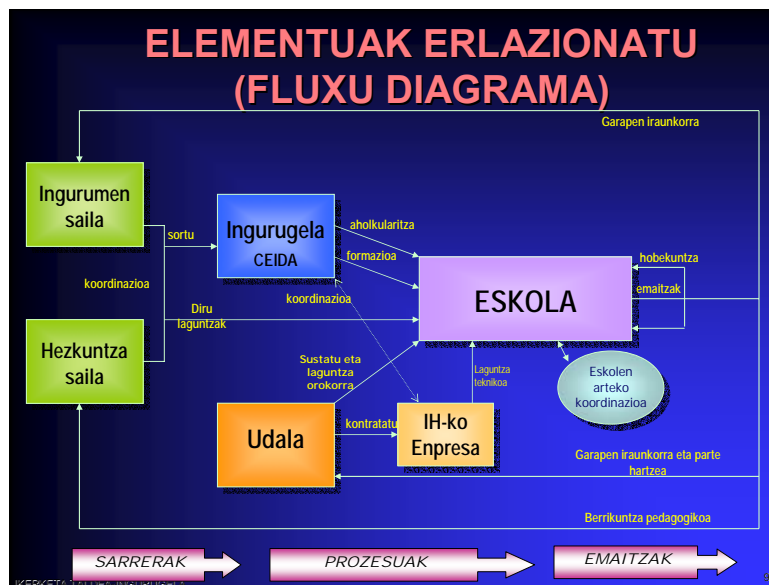 ELEMENTUAK ERLAZIONATU
(FLUXU DIAGRAMA)
Garapen iraunkorra
Ingurumen
saila
sortu
Ingurugela
CEIDA
aholkularitza
formazioa
hobekuntza
emaitzak
koordinazioa
koordinazioa
ESKOLA
Diru
laguntzak
Hezkuntza
saila
Sustatu eta
laguntza
orokorra
Laguntza
teknikoa
Eskolen
arteko
koordinazioa
Udala
kontratatu
IH-ko
Enpresa
Garapen iraunkorra eta parte
hartzea
Berrikuntza pedagogikoa
SARRERAK
PROZESUAK
EMAITZAK